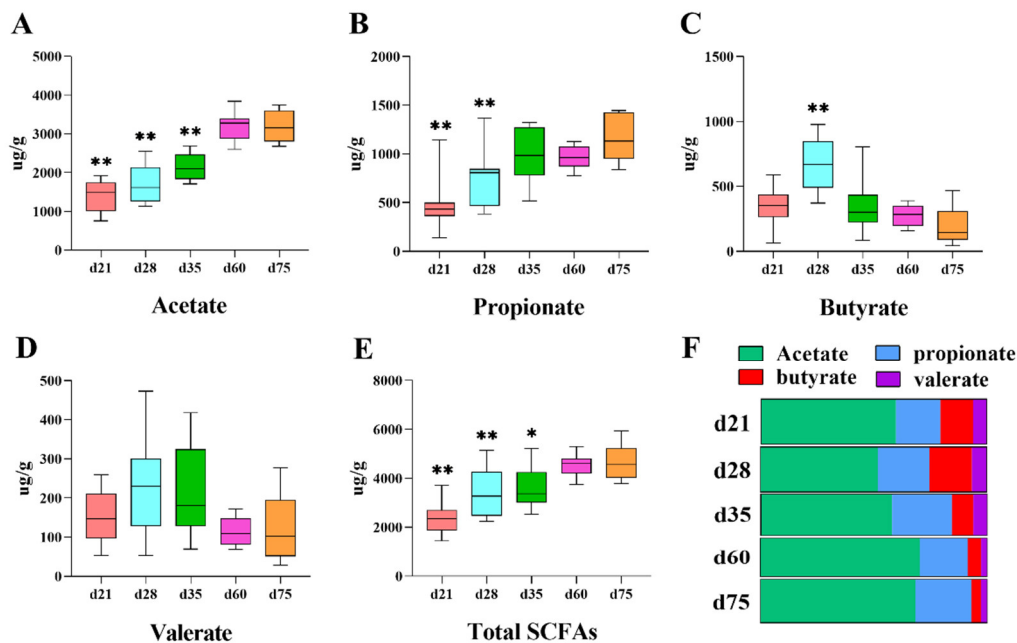 A
5000
4000
3000
2000
1000
0
ug/g
** ** **
d21 d28 d35 d60 d75
Acetate
B
2000
1500
1000
500
0
ug/g
** **
d21 d28 d35 d60 d75
Propionate
C
1500
1000
500
0
ug/g
**
d21 d28 d35 d60 d75
Butyrate
D
500
400
300
200
100
0
ug/g
d21 d28 d35 d60 d75
Valerate
E
8000
6000
4000
2000
0
ug/g
** ** *
d21 d28 d35 d60 d75
Total SCFAs
F
Acetate propionate
butyrate valerate
d21
d28
d35
d60
d75